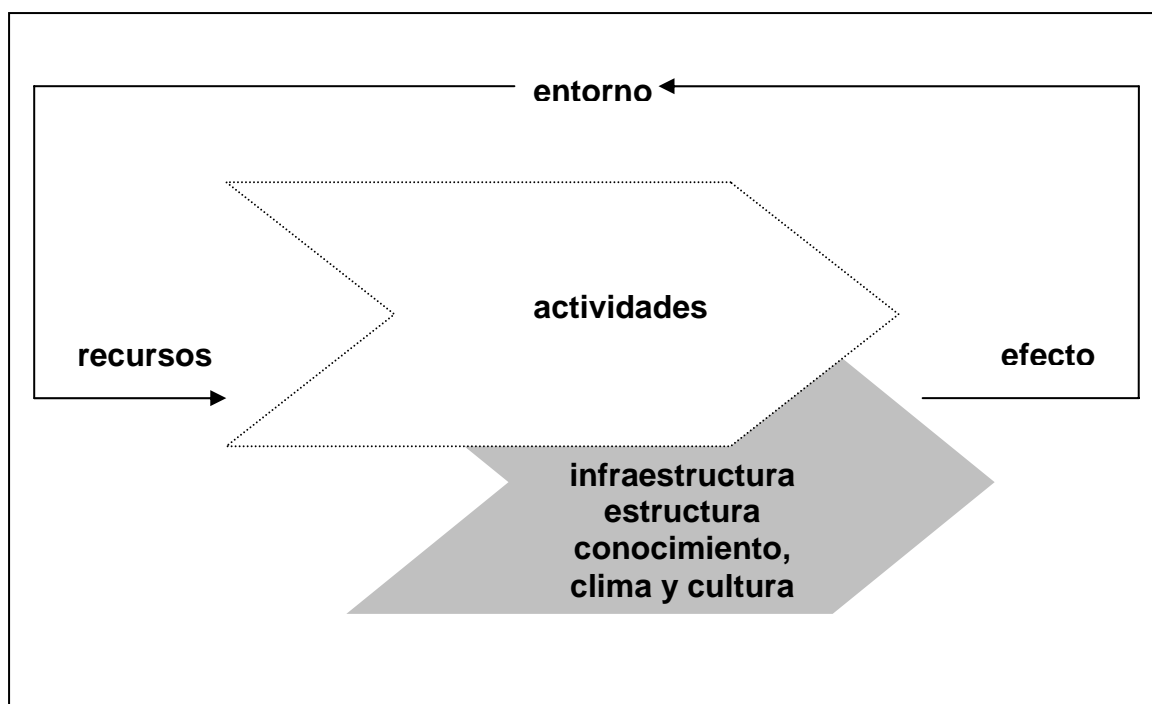 entorno
actividades
recursos
efecto
infraestructura
estructura
conocimiento,
clima y cultura